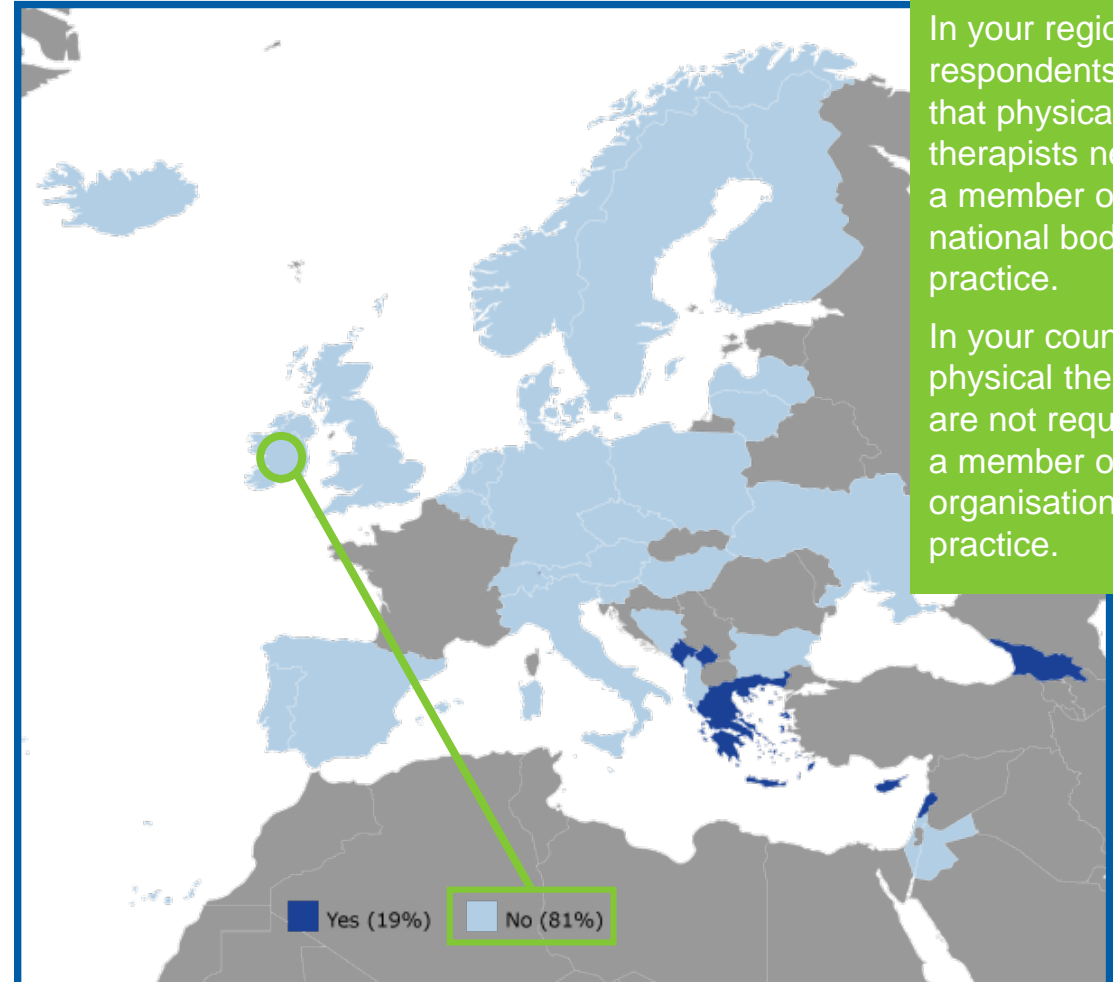 In your regio
respondents
that physica
therapists ne
a member o
national bod
practice.
In your coun
physical the
are not requ
a member o
organisation
practice.
Yes (19%)
No (81%)